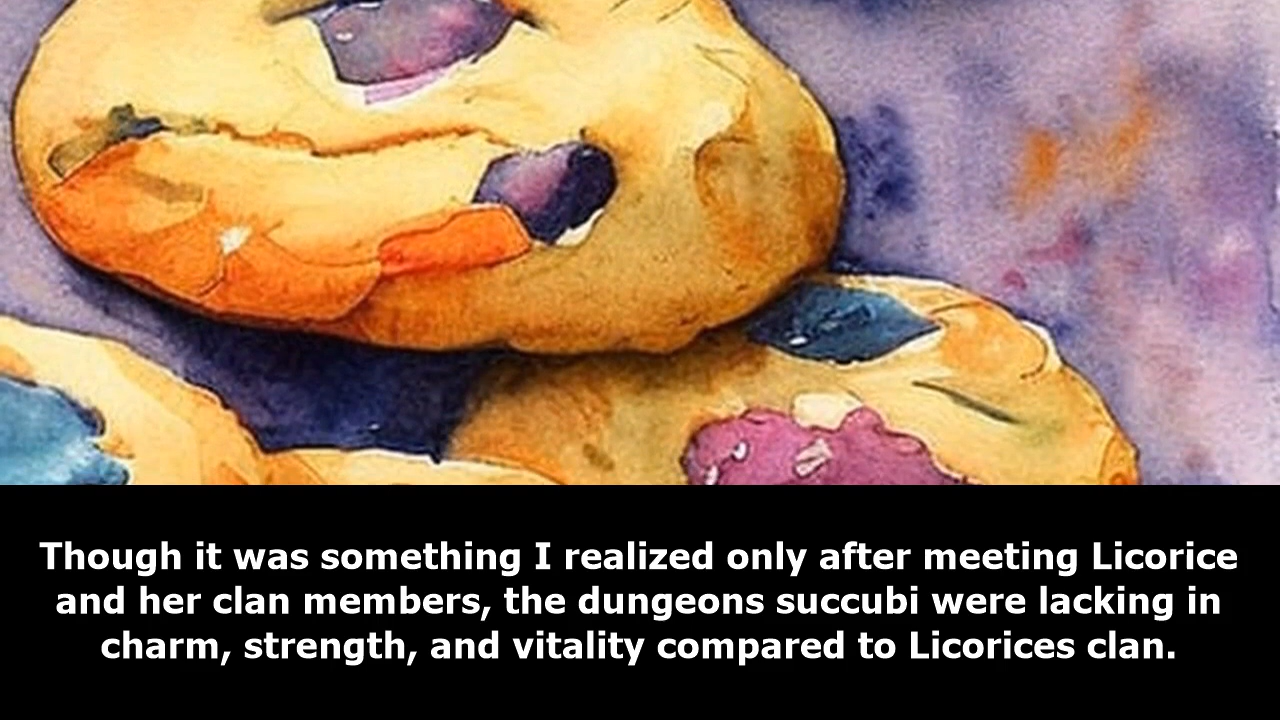 Though it was something I realized only after meeting Licorice
and her clan members, the dungeons succubi were lacking in
charm, strength, and vitality compared to Licorices clan.